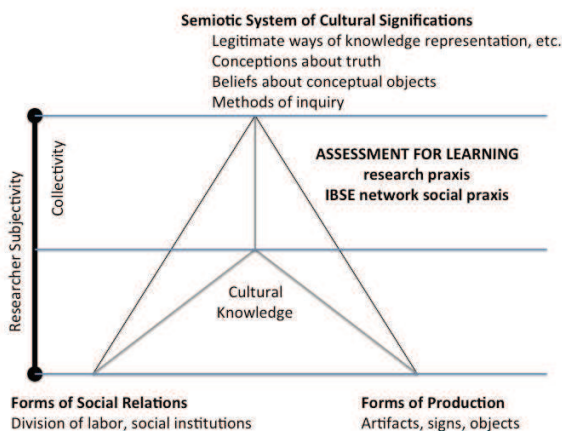 Semiotic System of Cultural Significations
Legitimate ways of knowledge representation, etc.
Conceptions about truth
Beliefs about conceptual objects
Methods of inquiry
ASSESSMENT FOR LEARNING
research praxis
IBSE network social praxis
Researcher Subjectivity
Collectivity
Cultural
Knowledge
Forms of Social Relations
Division of labor, social institutions
Forms of Production
Artifacts, signs, objects